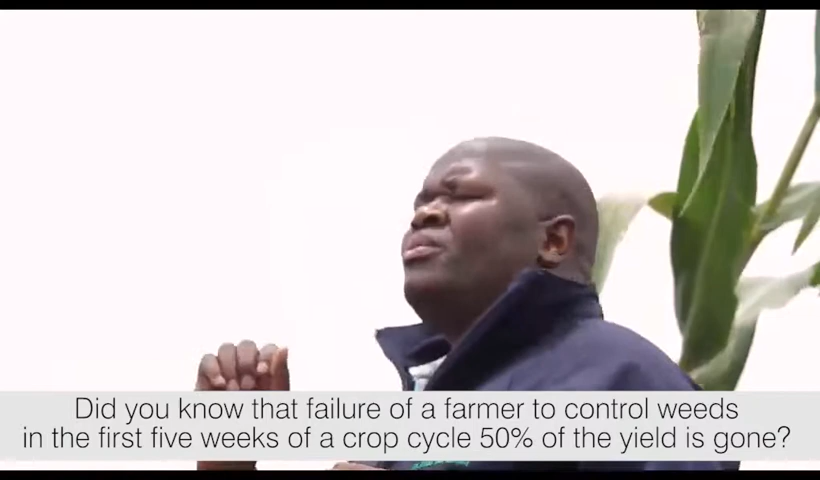 Did you know that failure of a farmer to control weeds
in the first five weeks of a crop cycle 50% of the yield is gone?